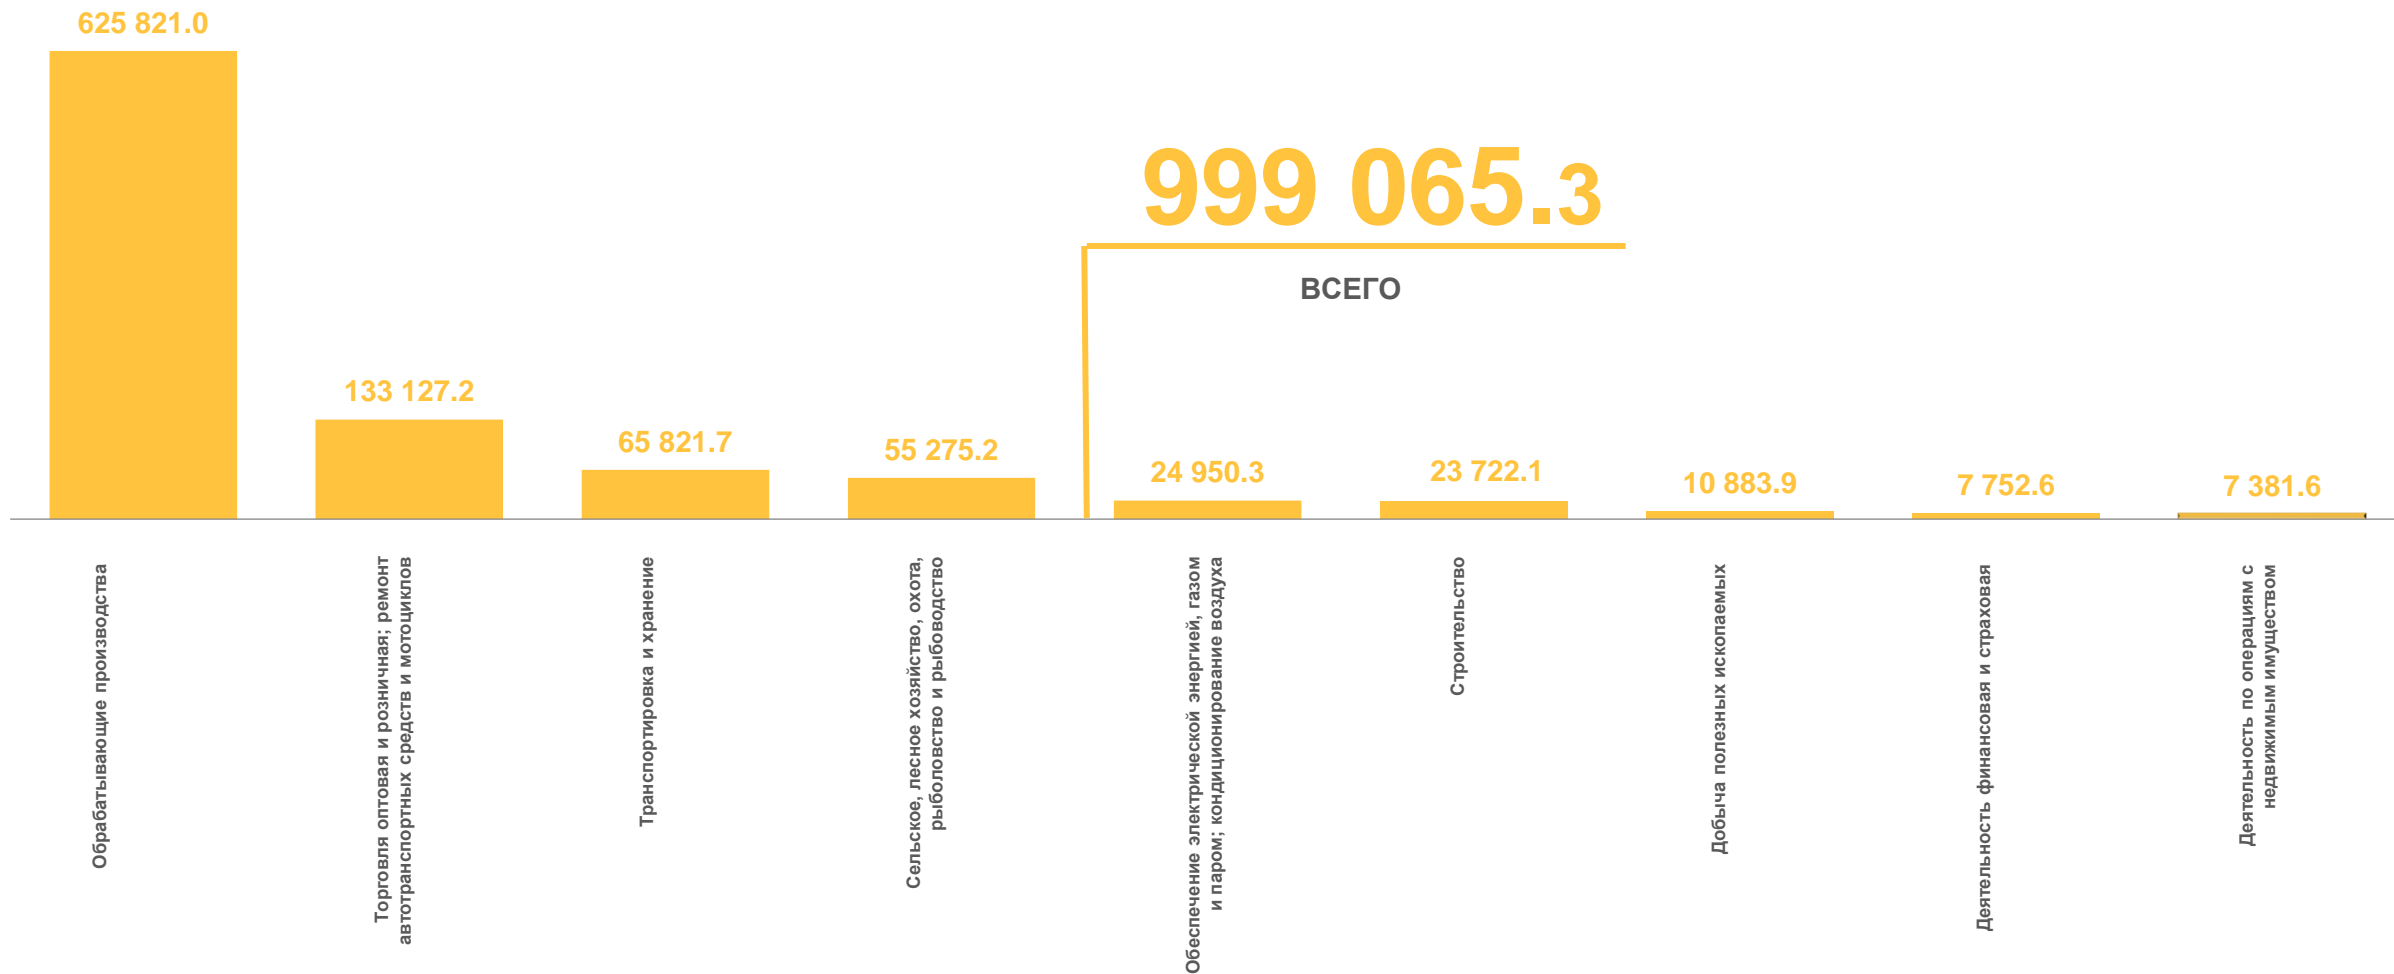 625 821.0
133 127.2
65 821.7
55 275.2
999 065.3
ВСЕГО
24 950.3
23 722.1
10 883.9
7 752.6
7 381.6
Обрабатывающие производства
Торговля оптовая и розничная; ремонт
автотранспортных средств и мотоциклов
Транспортировка и хранение
Сельское, лесное хозяйство, охота,
рыболовство и рыбоводство
Обеспечение электрической энергией, газом
и паром; кондиционирование воздуха
Строительство
Добыча полезных ископаемых
Деятельность финансовая и страховая
Деятельность по операциям с
недвижимым имуществом